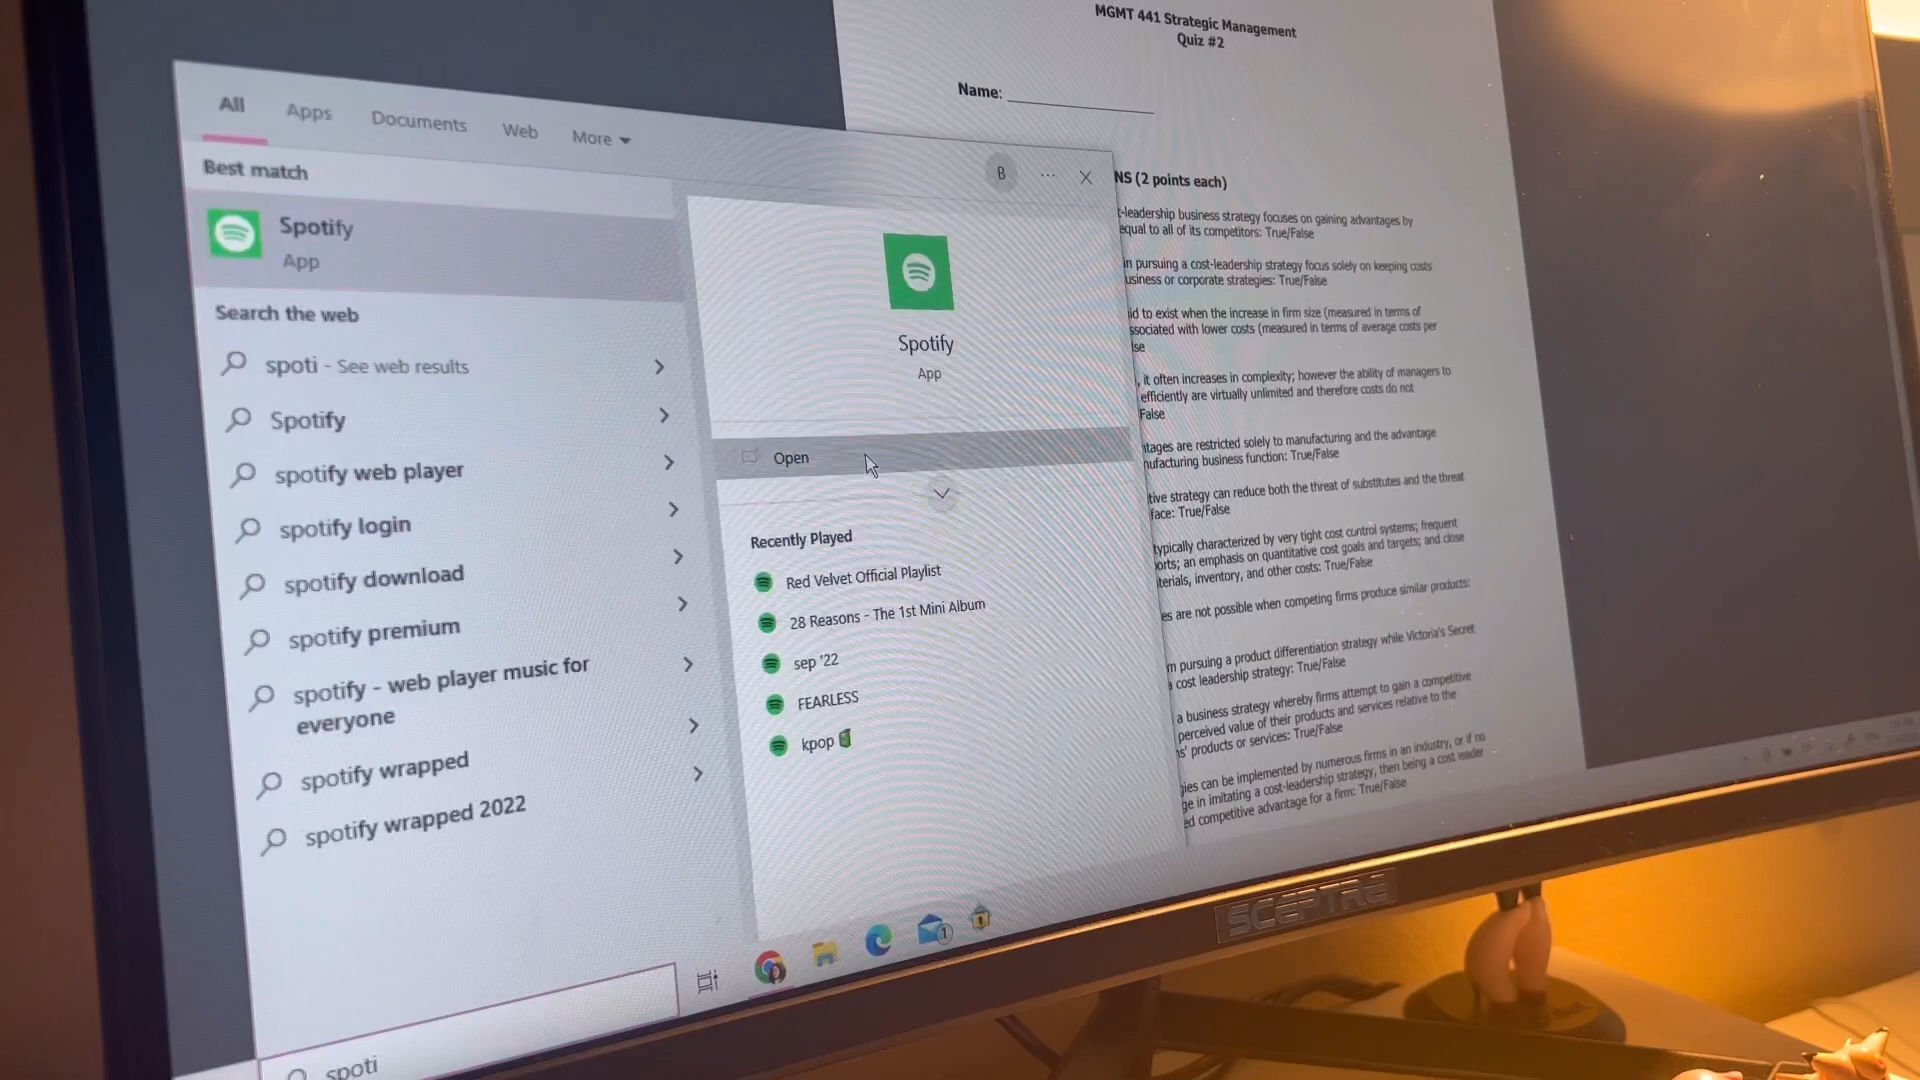 MGMT 441 Strategic Management
Quiz #2
Name:
All Apps Documents Web More
Best match
Spotify
App
Search the web
spoti - See web results
Spotify
spotify web player
spotify login
spotify download
spotify premium
spotify - web player music for
everyone
spotify wrapped
spotify wrapped 2022
spoti
B
Spotify
App
Open
Recently Played
Red Velvet Official Playlist
28 Reasons - The 1st Mini Album
sep '22
FEARLESS
kpop
1
NS (2 points each)
t-leadership business strategy focuses on gaining advantages by
equal to all of its competitors: True/False
in pursuing a cost-leadership strategy focus solely on keeping costs
usiness or corporate strategies: True/False
id to exist when the increase in firm size (measured in terms of
ssociated with lower costs (measured in terms of average costs per
lse
, it often increases in complexity; however the ability of managers to
efficiently are virtually unlimited and therefore costs do not
False
ntages are restricted solely to manufacturing and the advantage
nufacturing business function: True/False
tive strategy can reduce both the threat of substitutes and the threat
face: True/False
typically characterized by very tight cost control systems; frequent
orts; an emphasis on quantitative cost goals and targets; and close
terials, inventory, and other costs: True/False
es are not possible when competing firms produce similar products:
m pursuing a product differentiation strategy while Victoria's Secret
a cost leadership strategy: True/False
a business strategy whereby firms attempt to gain a competitive
perceived value of their products and services relative to the
ns' products or services: True/False
gies can be implemented by numerous firms in an industry, or if no
ge in imitating a cost-leadership strategy, then being a cost leader
ed competitive advantage for a firm: True/False
SCEPTRE